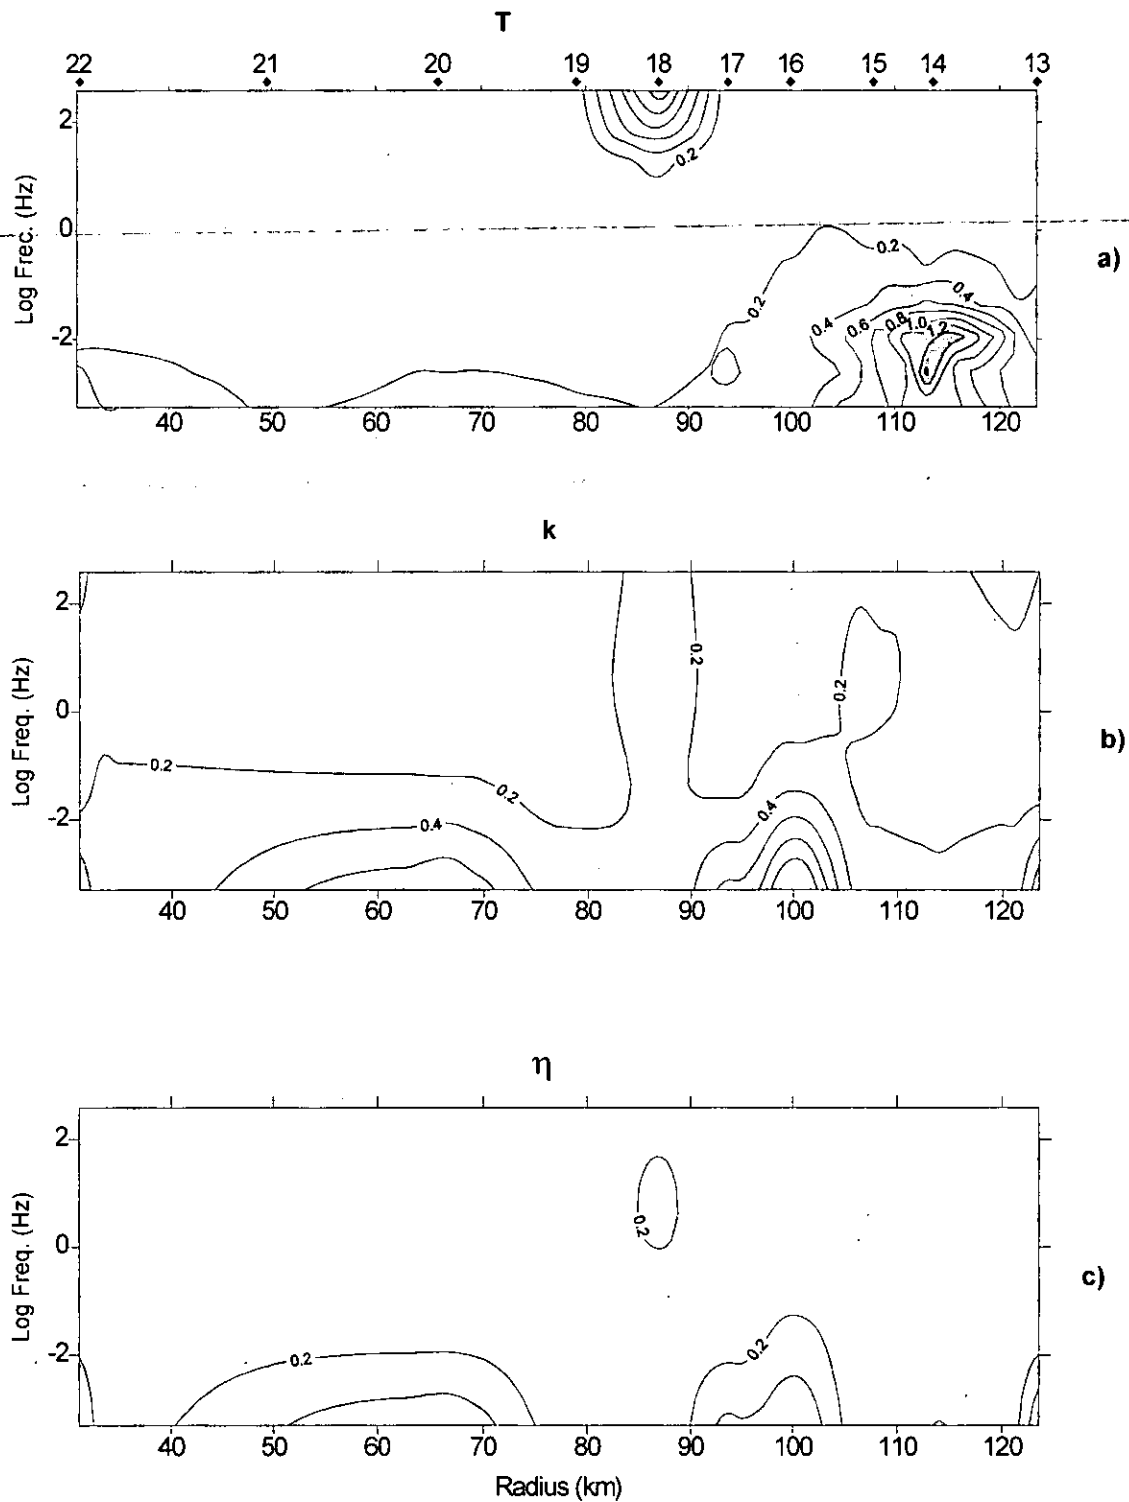 T
22 21 20 19 18 17 16 15 14 13
2
0
-2
Log Frec. (Hz)
0.2
0.2
0.2
0.4
0.4
0.6
0.8
1.0
1.2
a)
40 50 60 70 80 90 100 110 120
k
2
0
-2
Log Freq. (Hz)
0.2
0.2
0.2
0.2
0.4
0.4
b)
40 50 60 70 80 90 100 110 120
η
2
0
-2
Log Freq. (Hz)
0.2
0.2
0.2
c)
40 50 60 70 80 90 100 110 120
Radius (km)